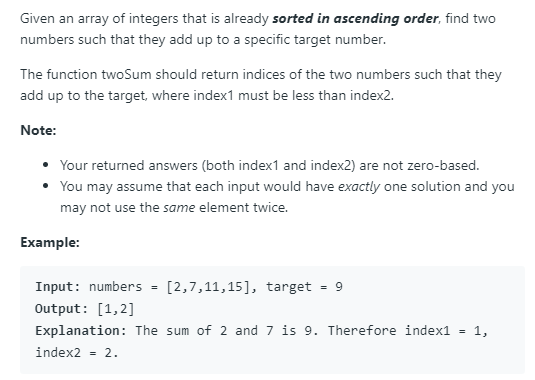 Given an array of integers that is already sorted in ascending order, find two
numbers such that they add up to a specific target number.
The function twoSum should return indices of the two numbers such that they
add up to the target, where index1 must be less than index2.
Note:
• Your returned answers (both index1 and index2) are not zero-based.
• You may assume that each input would have exactly one solution and you
may not use the same element twice.
Example:
Input: numbers = [2,7,11,15], target = 9
Output: [1,2]
Explanation: The sum of 2 and 7 is 9. Therefore index1 = 1,
index2 = 2.